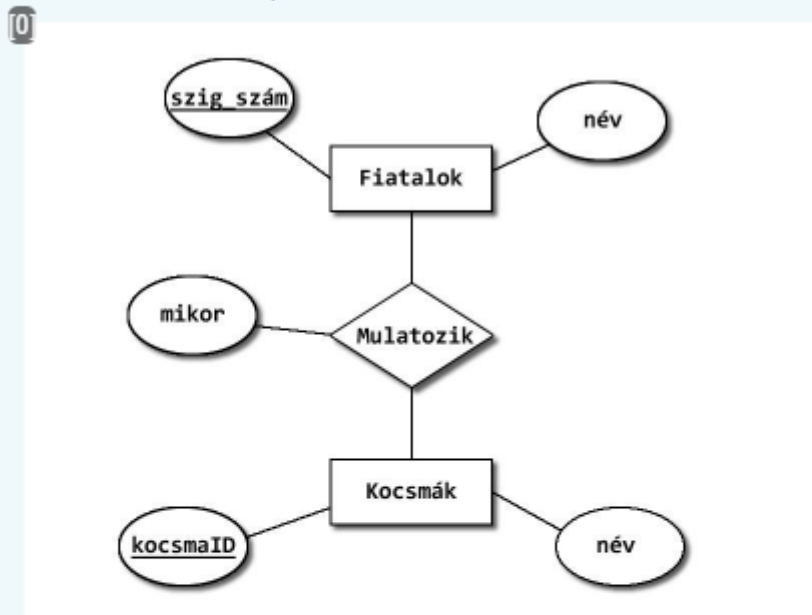 [0]
szig_szám
név
Fiatalok
mikor
Mulatozik
Kocsmák
kocsmaID
név